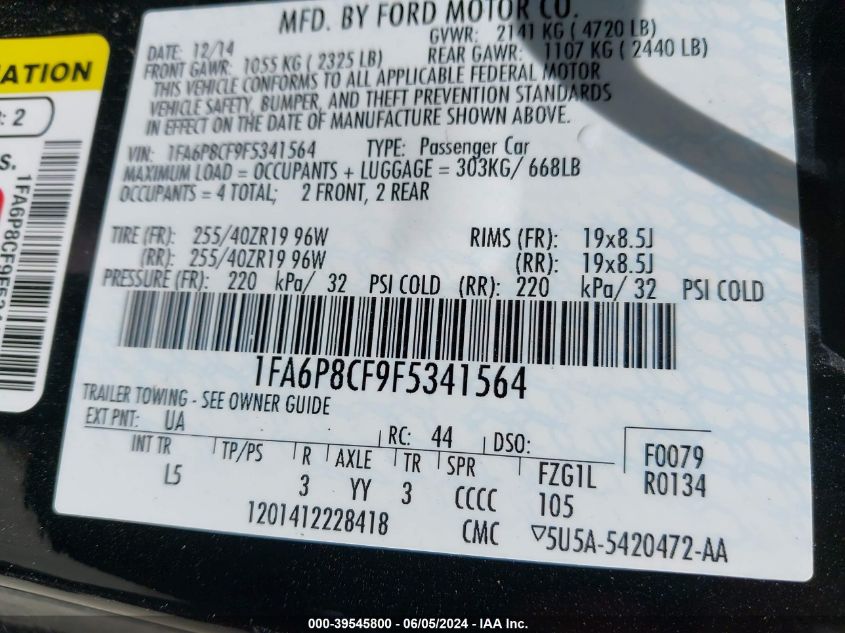 MFD. BY FORD MOTOR CO.
DATE: 12/14 GVWR: 2141 KG ( 4720 LB)
FRONT GAWR: 1055 KG ( 2325 LB) REAR GAWR: 1107 KG ( 2440 LB)
THIS VEHICLE CONFORMS TO ALL APPLICABLE FEDERAL MOTOR
VEHICLE SAFETY, BUMPER, AND THEFT PREVENTION STANDARDS
IN EFFECT ON THE DATE OF MANUFACTURE SHOWN ABOVE.
VIN: 1FA6P8CF9F5341564 TYPE: Passenger Car
MAXIMUM LOAD = OCCUPANTS + LUGGAGE = 303KG/ 668LB
OCCUPANTS = 4 TOTAL; 2 FRONT, 2 REAR
TIRE (FR): 255/40ZR19 96W RIMS (FR): 19x8.5J
(RR): 255/40ZR19 96W (RR): 19x8.5J
PRESSURE (FR): 220 kPa/ 32 PSI COLD (RR): 220 kPa/ 32 PSI COLD
1FA6P8CF9F5341564
TRAILER TOWING - SEE OWNER GUIDE
EXT PNT: UA RC: 44 DSO:
INT TR TP/PS R AXLE TR SPR FZG1L F0079
L5 3 YY 3 CCCC 105 R0134
1201412228418 CMC ▽5U5A-5420472-AA
ATION
: 2
S.
1FA6P8CF9F534
000-39545800 - 06/05/2024 - IAA Inc.